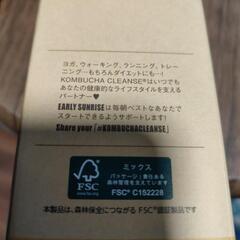 ヨガ、ウォーキング、ランニング、トレー
ニング…もちろんダイエットにも…!
KOMBUCHA CLEANSE®はいつでも
あなたの健康的なライフスタイルを支える
パートナー♥
EARLY SUNRISEは毎朝ベストなあなたで
スタートできるようサポートします!
Share your「#KOMBUCHACLEANSE」
FSC
www.fsc.org
ミックス
パッケージ | 責任ある
森林管理を支えています
FSC® C152228
本製品は、森林保全につながる FSC®認証製品です